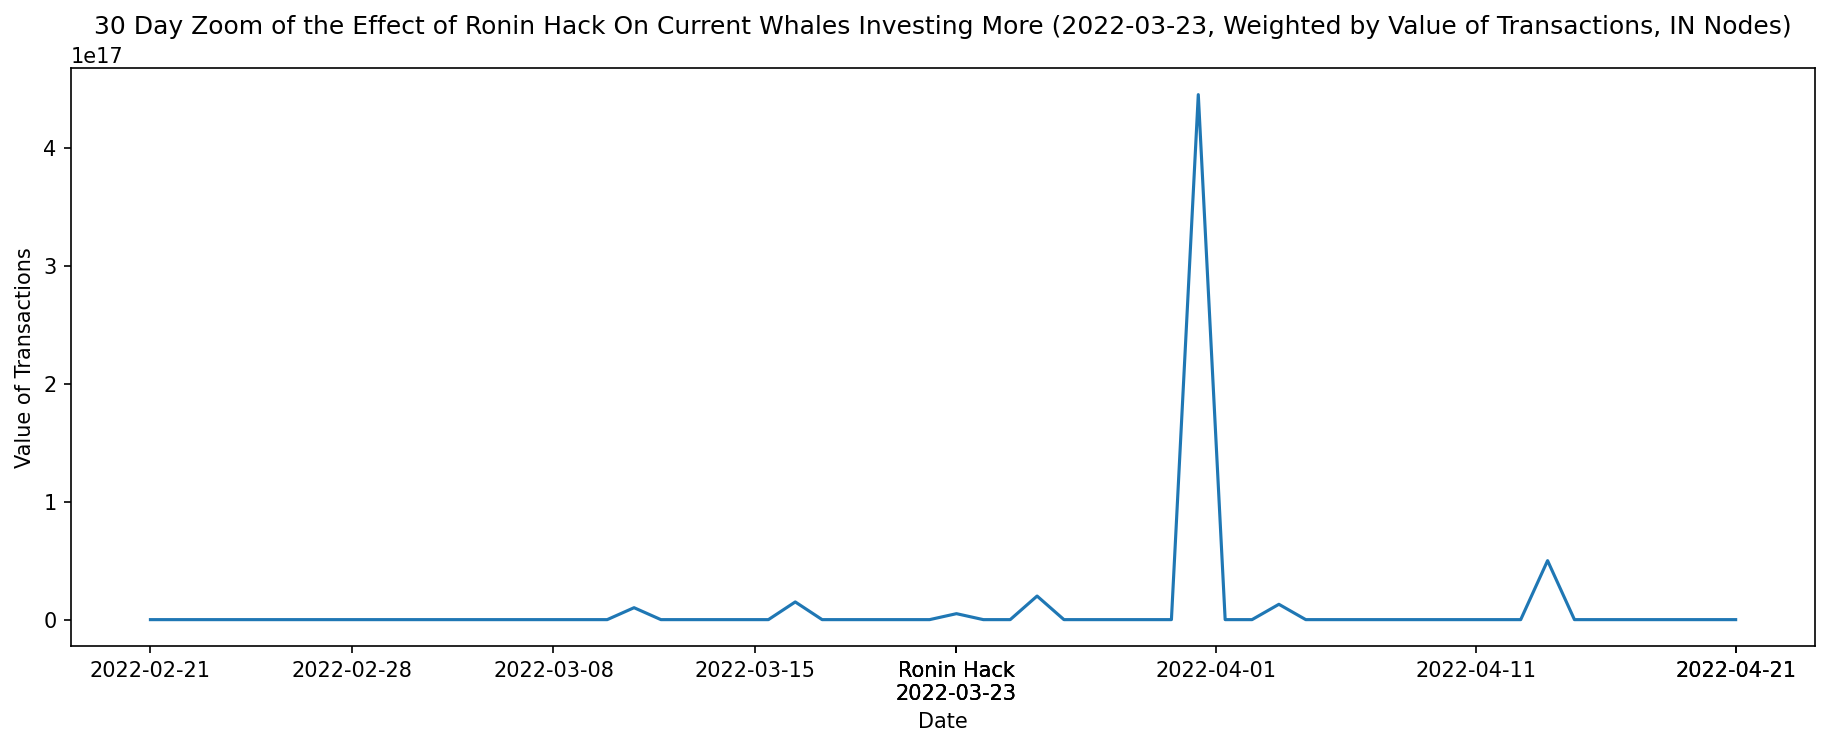 30 Day Zoom of the Effect of Ronin Hack On Current Whales Investing More (2022-03-23, Weighted by Value of Transactions, IN Nodes)
1e17
4
3
2
1
0
Value of Transactions
2022-02-21 2022-02-28 2022-03-08 2022-03-15 Ronin Hack 2022-04-01 2022-04-11 2022-04-21
2022-03-23
Date